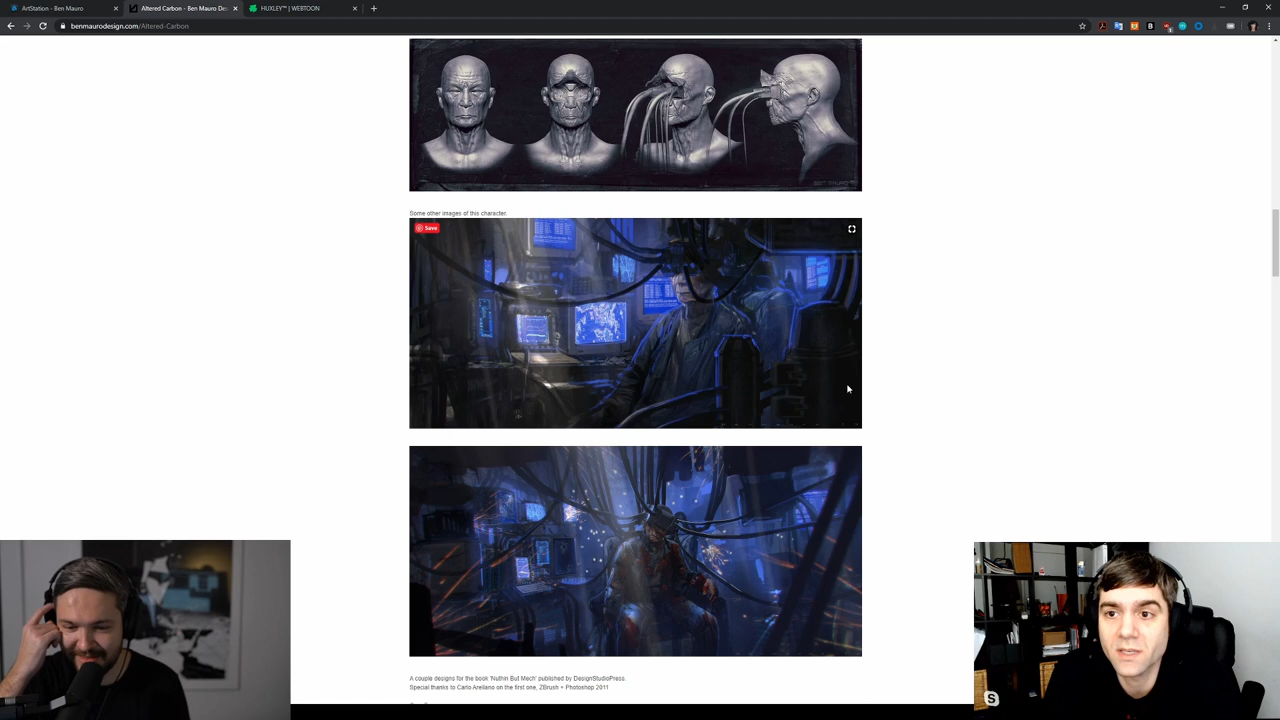 ArtStation - Ben Mauro
Altered Carbon - Ben Mauro De
HUXLEY™ | WEBTOON
benmaurodesign.com/Altered-Carbon
Some other images of this character.
Save
A couple designs for the book 'Nuthin But Mech' published by DesignStudioPress.
Special thanks to Carlo Arellano on the first one, ZBrush + Photoshop 2011